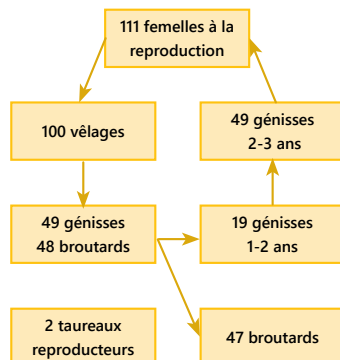 111 femelles à la
reproduction
100 vêlages
49 génisses
2-3 ans
49 génisses
48 broutards
19 génisses
1-2 ans
2 taureaux
reproducteurs
47 broutards